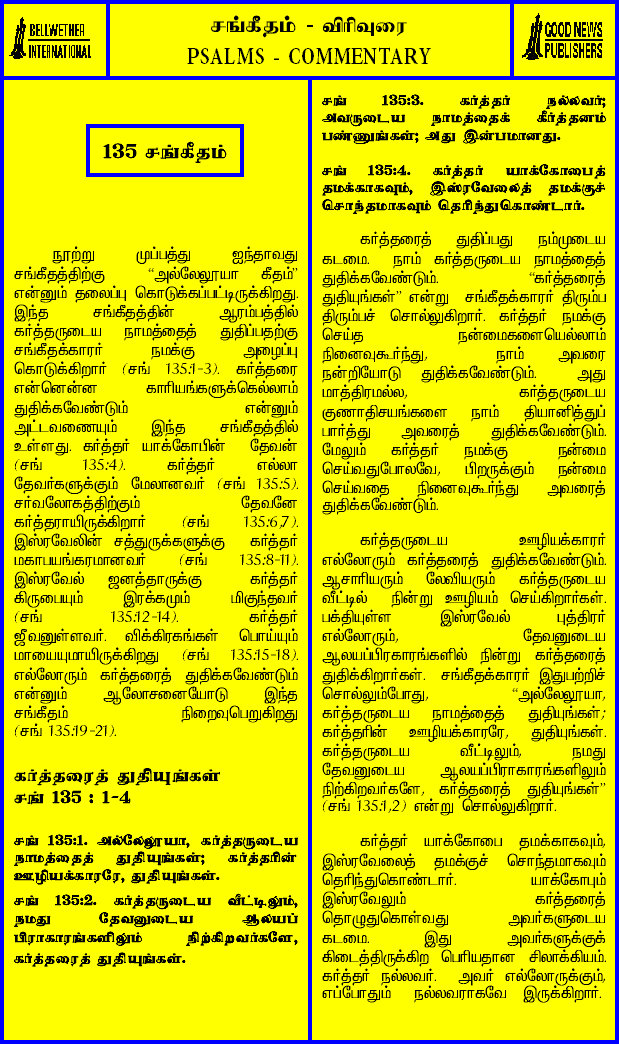 BELLWETHER
INTERNATIONAL
சங்கீதம் - விரிவுரை
PSALMS - COMMENTARY
GOOD NEWS
PUBLISHERS
135 சங்கீதம்
நூற்று முப்பத்து ஐந்தாவது
சங்கீதத்திற்கு “அல்லேலூயா கீதம்”
என்னும் தலைப்பு கொடுக்கப்பட்டிருக்கிறது.
இந்த சங்கீதத்தின் ஆரம்பத்தில்
கர்த்தருடைய நாமத்தைத் துதிப்பதற்கு
சங்கீதக்காரர் நமக்கு அழைப்பு
கொடுக்கிறார் (சங் 135:1-3). கர்த்தரை
என்னென்ன காரியங்களுக்கெல்லாம்
துதிக்கவேண்டும் என்னும்
அட்டவணையும் இந்த சங்கீதத்தில்
உள்ளது. கர்த்தர் யாக்கோபின் தேவன்
(சங் 135:4). கர்த்தர் எல்லா
தேவர்களுக்கும் மேலானவர் (சங் 135:5).
சர்வலோகத்திற்கும் தேவனே
கர்த்தராயிருக்கிறார் (சங் 135:6,7).
இஸ்ரவேலின் சத்துருக்களுக்கு கர்த்தர்
மகாபயங்கரமானவர் (சங் 135:8-11).
இஸ்ரவேல் ஜனத்தாருக்கு கர்த்தர்
கிருபையும் இரக்கமும் மிகுந்தவர்
(சங் 135:12-14). கர்த்தர்
ஜீவனுள்ளவர். விக்கிரகங்கள் பொய்யும்
மாயையுமாயிருக்கிறது (சங் 135:15-18).
எல்லோரும் கர்த்தரைத் துதிக்கவேண்டும்
என்னும் ஆலோசனையோடு இந்த
சங்கீதம் நிறைவுபெறுகிறது
(சங் 135:19-21).
கர்த்தரைத் துதியுங்கள்
சங் 135 : 1-4
சங் 135:1. அல்லேலூயா, கர்த்தருடைய
நாமத்தைத் துதியுங்கள்; கர்த்தரின்
ஊழியக்காரரே, துதியுங்கள்.
சங் 135:2. கர்த்தருடைய வீட்டிலும்,
நமது தேவனுடைய ஆலயப்
பிராகாரங்களிலும் நிற்கிறவர்களே,
கர்த்தரைத் துதியுங்கள்.
சங் 135:3. கர்த்தர் நல்லவர்;
அவருடைய நாமத்தைக் கீர்த்தனம்
பண்ணுங்கள்; அது இன்பமானது.
சங் 135:4. கர்த்தர் யாக்கோபைத்
தமக்காகவும், இஸ்ரவேலைத் தமக்குச்
சொந்தமாகவும் தெரிந்துகொண்டார்.
கர்த்தரைத் துதிப்பது நம்முடைய
கடமை. நாம் கர்த்தருடைய நாமத்தைத்
துதிக்கவேண்டும். “கர்த்தரைத்
துதியுங்கள்” என்று சங்கீதக்காரர் திரும்ப
திரும்பச் சொல்லுகிறார். கர்த்தர் நமக்கு
செய்த நன்மைகளையெல்லாம்
நினைவுகூர்ந்து, நாம் அவரை
நன்றியோடு துதிக்கவேண்டும். அது
மாத்திரமல்ல, கர்த்தருடைய
குணாதிசயங்களை நாம் தியானித்துப்
பார்த்து அவரைத் துதிக்கவேண்டும்.
மேலும் கர்த்தர் நமக்கு நன்மை
செய்வதுபோலவே, பிறருக்கும் நன்மை
செய்வதை நினைவுகூர்ந்து அவரைத்
துதிக்கவேண்டும்.
கர்த்தருடைய ஊழியக்காரர்
எல்லோரும் கர்த்தரைத் துதிக்கவேண்டும்.
ஆசாரியரும் லேவியரும் கர்த்தருடைய
வீட்டில் நின்று ஊழியம் செய்கிறார்கள்.
பக்தியுள்ள இஸ்ரவேல் புத்திரர்
எல்லோரும், தேவனுடைய
ஆலயப்பிரகாரங்களில் நின்று கர்த்தரைத்
துதிக்கிறார்கள். சங்கீதக்காரர் இதுபற்றிச்
சொல்லும்போது, “அல்லேலூயா,
கர்த்தருடைய நாமத்தைத் துதியுங்கள்;
கர்த்தரின் ஊழியக்காரரே, துதியுங்கள்.
கர்த்தருடைய வீட்டிலும், நமது
தேவனுடைய ஆலயப்பிராகாரங்களிலும்
நிற்கிறவர்களே, கர்த்தரைத் துதியுங்கள்”
(சங் 135:1,2) என்று சொல்லுகிறார்.
கர்த்தர் யாக்கோபை தமக்காகவும்,
இஸ்ரவேலைத் தமக்குச் சொந்தமாகவும்
தெரிந்துகொண்டார். யாக்கோபும்
இஸ்ரவேலும் கர்த்தரைத்
தொழுதுகொள்வது அவர்களுடைய
கடமை. இது அவர்களுக்குக்
கிடைத்திருக்கிற பெரியதான சிலாக்கியம்.
கர்த்தர் நல்லவர். அவர் எல்லோருக்கும்,
எப்போதும் நல்லவராகவே இருக்கிறார்.